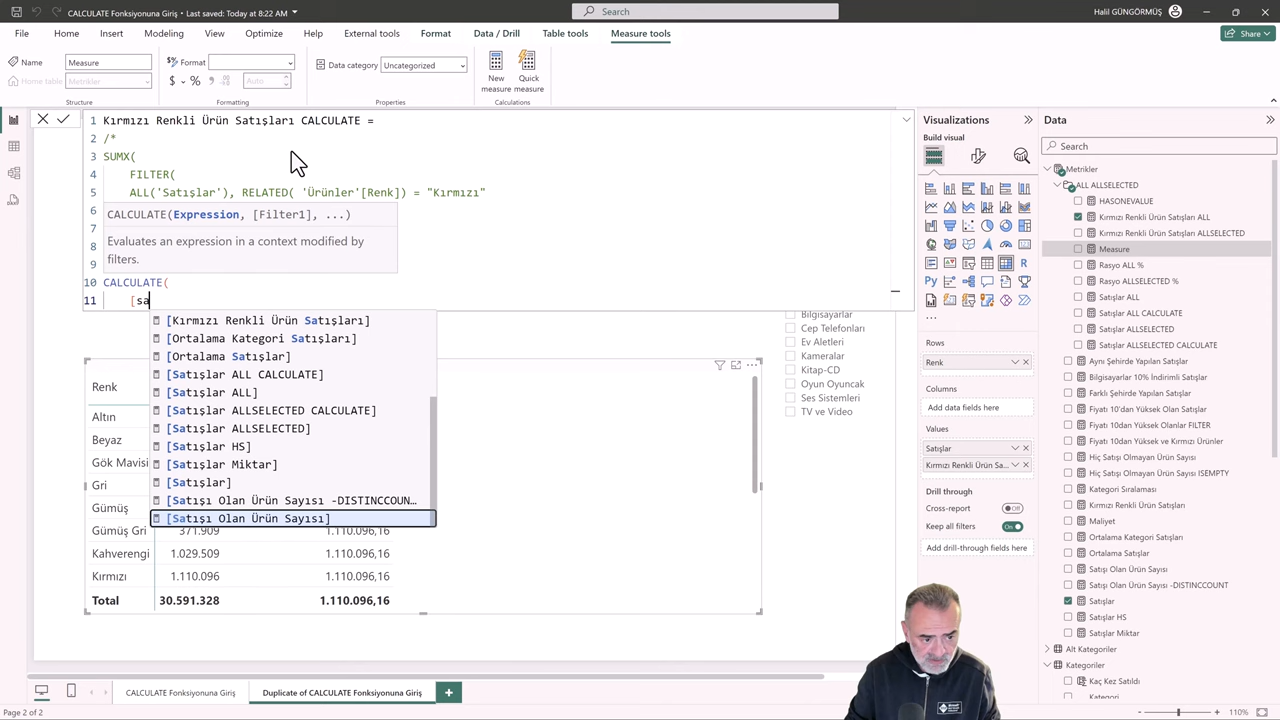 CALCULATE Fonksiyonuna Giriş • Last saved: Today at 8:22 AM
Search
Halil GÜNGÖRMÜŞ
File Home Insert Modeling View Optimize Help External tools Format Data / Drill Table tools Measure tools
Share
Name Measure
Home table Metrikler
Structure
Format
$ % Auto
Formatting
Data category Uncategorized
Properties
New measure
Quick measure
Calculations
1 Kırmızı Renkli Ürün Satışları CALCULATE =
2 /*
3 SUMX(
4 FILTER(
5 ALL('Satışlar'), RELATED( 'Ürünler'[Renk]) = "Kırmızı"
6
CALCULATE(Expression, [Filter1], ...)
7
Evaluates an expression in a context modified by
8
filters.
9
10 CALCULATE(
11 [sa
[Kırmızı Renkli Ürün Satışları]
[Ortalama Kategori Satışları]
[Ortalama Satışlar]
[Satışlar ALL CALCULATE]
[Satışlar ALL]
[Satışlar ALLSELECTED CALCULATE]
[Satışlar ALLSELECTED]
[Satışlar HS]
[Satışlar Miktar]
[Satışlar]
[Satışı Olan Ürün Sayısı -DISTINCCOUN…
[Satışı Olan Ürün Sayısı]
Renk
Altın
Beyaz
Gök Mavisi
Gri
Gümüş
Gümüş Gri 371.909 1.110.096,16
Kahverengi 1.029.509 1.110.096,16
Kırmızı 1.110.096 1.110.096,16
Total 30.591.328 1.110.096,16
Bilgisayarlar
Cep Telefonları
Ev Aletleri
Kameralar
Kitap-CD
Oyun Oyuncak
Ses Sistemleri
TV ve Video
Visualizations
Build visual
R
Py
...
Rows
Renk
Columns
Add data fields here
Values
Satışlar
Kırmızı Renkli Ürün Sa...
Drill through
Cross-report Off
Keep all filters On
Add drill-through fields here
Data
Search
Metrikler
ALL ALLSELECTED
HASONEVALUE
Kırmızı Renkli Ürün Satışları ALL
Kırmızı Renkli Ürün Satışları ALLSELECTED
Measure
Rasyo ALL %
Rasyo ALLSELECTED %
Satışlar ALL
Satışlar ALL CALCULATE
Satışlar ALLSELECTED
Satışlar ALLSELECTED CALCULATE
Aynı Şehirde Yapılan Satışlar
Bilgisayarlar 10% İndirimli Satışlar
Farklı Şehirde Yapılan Satışlar
Fiyatı 10'dan Yüksek Olan Satışlar
Fiyatı 10'dan Yüksek Olanlar FILTER
Fiyatı 10'dan Yüksek ve Kırmızı Ürünler
Hiç Satışı Olmayan Ürün Sayısı
Hiç Satışı Olmayan Ürün Sayısı ISEMPTY
Kategori Sıralaması
Kırmızı Renkli Ürün Satışları
Maliyet
Ortalama Kategori Satışları
Ortalama Satışlar
Satışı Olan Ürün Sayısı
Satışı Olan Ürün Sayısı -DISTINCCOUNT
Satışlar
Satışlar HS
Satışlar Miktar
Alt Kategoriler
Kategoriler
Kaç Kez Satıldı
Kategori
CALCULATE Fonksiyonuna Giriş
Duplicate of CALCULATE Fonksiyonuna Giriş
Page 2 of 2
110%